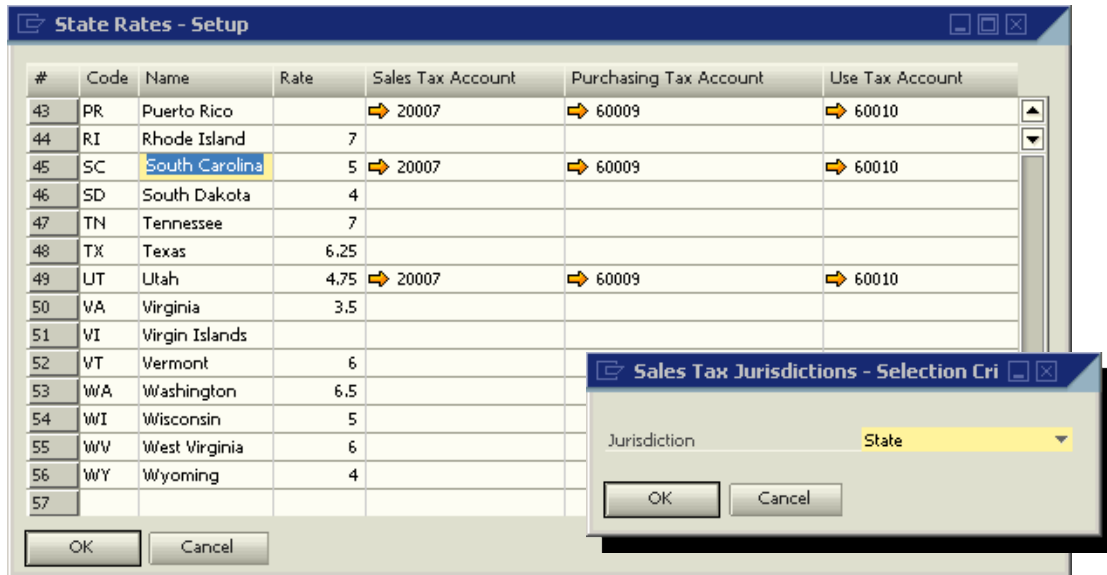 State Rates - Setup
# Code Name Rate Sales Tax Account Purchasing Tax Account Use Tax Account
43 PR Puerto Rico 20007 60009 60010
44 RI Rhode Island 7
45 SC South Carolina 5 20007 60009 60010
46 SD South Dakota 4
47 TN Tennessee 7
48 TX Texas 6.25
49 UT Utah 4.75 20007 60009 60010
50 VA Virginia 3.5
51 VI Virgin Islands
52 VT Vermont 6
53 WA Washington 6.5
54 WI Wisconsin 5
55 WV West Virginia 6
56 WY Wyoming 4
57
OK Cancel
Sales Tax Jurisdictions - Selection Cri
Jurisdiction State
OK Cancel